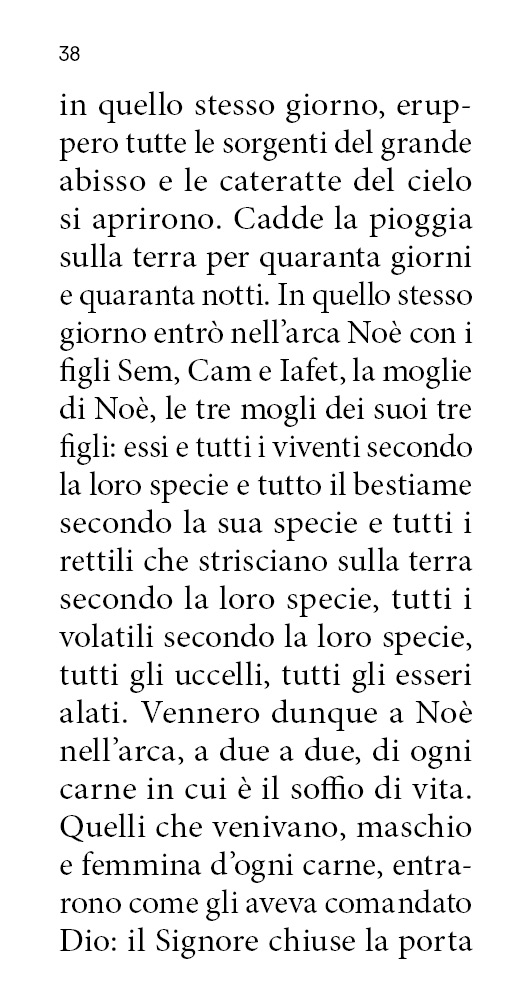 38
in quello stesso giorno, erup-
pero tutte le sorgenti del grande
abisso e le cateratte del cielo
si aprirono. Cadde la pioggia
sulla terra per quaranta giorni
e quaranta notti. In quello stesso
giorno entrò nell’arca Noè con i
figli Sem, Cam e Iafet, la moglie
di Noè, le tre mogli dei suoi tre
figli: essi e tutti i viventi secondo
la loro specie e tutto il bestiame
secondo la sua specie e tutti i
rettili che strisciano sulla terra
secondo la loro specie, tutti i
volatili secondo la loro specie,
tutti gli uccelli, tutti gli esseri
alati. Vennero dunque a Noè
nell’arca, a due a due, di ogni
carne in cui è il soffio di vita.
Quelli che venivano, maschio
e femmina d’ogni carne, entra-
rono come gli aveva comandato
Dio: il Signore chiuse la porta